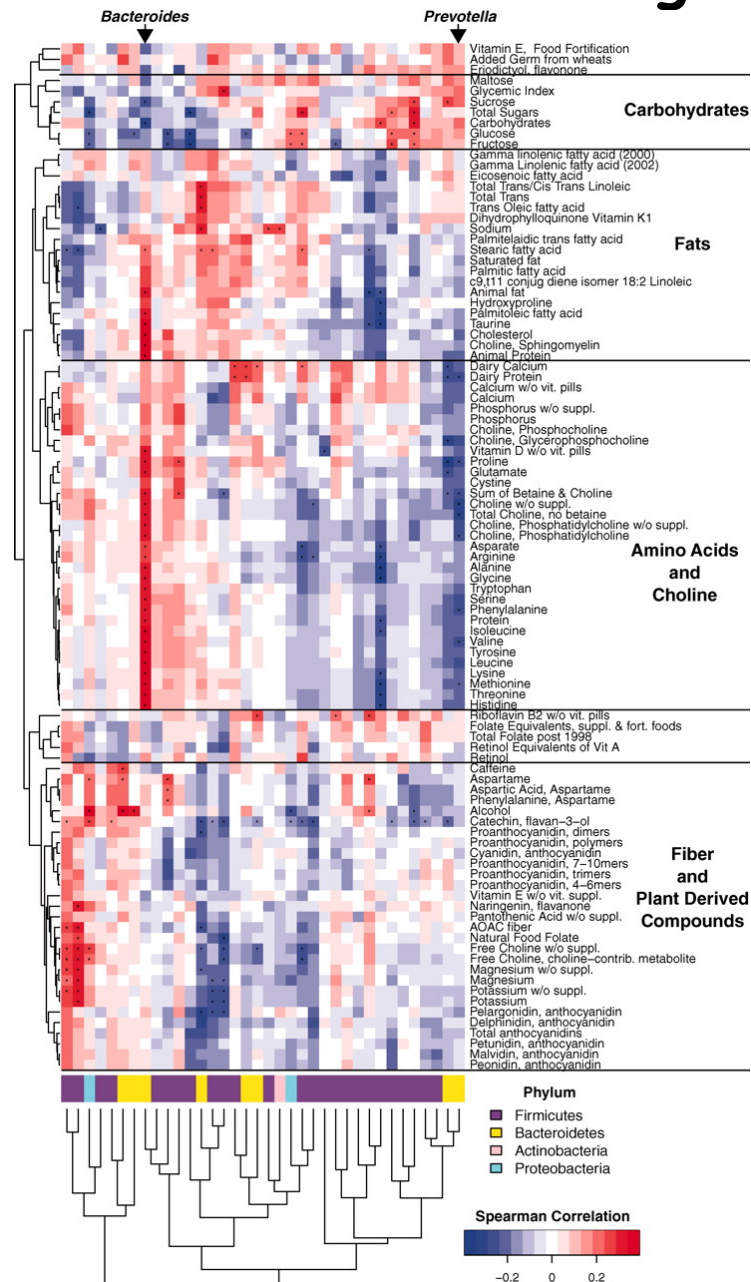 Bacteroides
Prevotella
Vitamin E, Food Fortification
Added Germ from wheats
Eriodictyol, flavonone
Maltose
Glycemic Index
Sucrose
Total Sugars
Carbohydrates
Glucose
Fructose
Carbohydrates
Gamma linolenic fatty acid (2000)
Gamma Linolenic fatty acid (2002)
Eicosenoic fatty acid
Total Trans/Cis Trans Linoleic
Total Trans
Trans Oleic fatty acid
Dihydrophylloquinone Vitamin K1
Sodium
Palmitelaidic trans fatty acid
Stearic fatty acid
Saturated fat
Palmitic fatty acid
c9,t11 conjug diene isomer 18:2 Linoleic
Animal fat
Hydroxyproline
Palmitoleic fatty acid
Taurine
Cholesterol
Choline, Sphingomyelin
Animal Protein
Fats
Dairy Calcium
Dairy Protein
Calcium w/o vit. pills
Calcium
Phosphorus w/o suppl.
Phosphorus
Choline, Phosphocholine
Choline, Glycerophosphocholine
Vitamin D w/o vit. pills
Proline
Glutamate
Cystine
Sum of Betaine & Choline
Choline w/o suppl.
Total Choline, no betaine
Choline, Phosphatidylcholine w/o suppl.
Choline, Phosphatidylcholine
Asparate
Arginine
Alanine
Glycine
Tryptophan
Serine
Phenylalanine
Protein
Isoleucine
Valine
Tyrosine
Leucine
Lysine
Methionine
Threonine
Histidine
Amino Acids
and
Choline
Riboflavin B2 w/o vit. pills
Folate Equivalents, suppl. & fort. foods
Total Folate post 1998
Retinol Equivalents of Vit A
Retinol
Caffeine
Aspartame
Aspartic Acid, Aspartame
Phenylalanine, Aspartame
Alcohol
Catechin, flavan−3−ol
Proanthocyanidin, dimers
Proanthocyanidin, polymers
Cyanidin, anthocyanidin
Proanthocyanidin, 7−10mers
Proanthocyanidin, trimers
Proanthocyanidin, 4−6mers
Vitamin E w/o vit. suppl.
Naringenin, flavanone
Pantothenic Acid w/o suppl.
AOAC fiber
Natural Food Folate
Free Choline w/o suppl.
Free Choline, choline−contrib. metabolite
Magnesium w/o suppl.
Magnesium
Potassium w/o suppl.
Potassium
Pelargonidin, anthocyanidin
Delphinidin, anthocyanidin
Total anthocyanidins
Petunidin, anthocyanidin
Malvidin, anthocyanidin
Peonidin, anthocyanidin
Fiber
and
Plant Derived
Compounds
Phylum
Firmicutes
Bacteroidetes
Actinobacteria
Proteobacteria
Spearman Correlation
−0.2 0 0.2